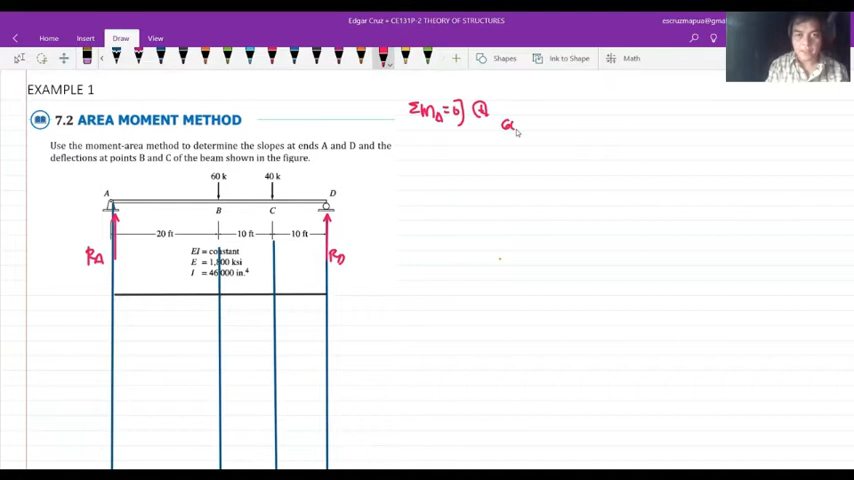 Edgar Cruz • CE131P-2 THEORY OF STRUCTURES
escruzmapua@gma
Home
Insert
Draw
View
Shapes
Ink to Shape
Math
EXAMPLE 1
7.2 AREA MOMENT METHOD
Use the moment-area method to determine the slopes at ends A and D and the
deflections at points B and C of the beam shown in the figure.
60 k
40 k
A
D
B
C
20 ft
10 ft
10 ft
RA
RD
EI = constant
E = 1,800 ksi
I = 46,000 in.⁴
ΣMA=0] +